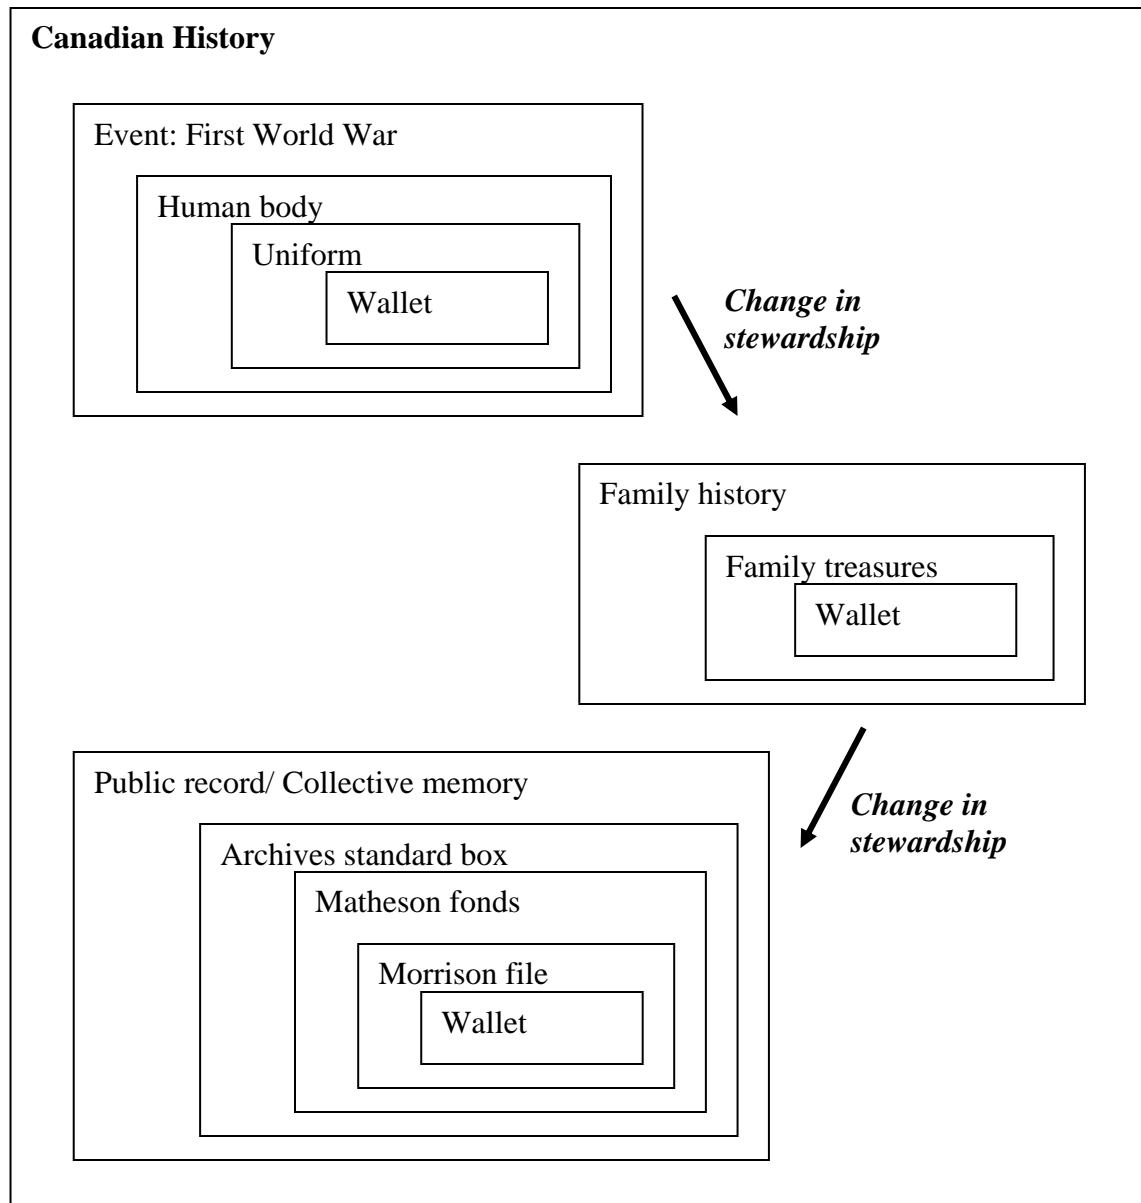 Canadian History
Event: First World War
Human body
Uniform
Wallet
Change in
stewardship
Family history
Family treasures
Wallet
Public record/ Collective memory
Change in
stewardship
Archives standard box
Matheson fonds
Morrison file
Wallet